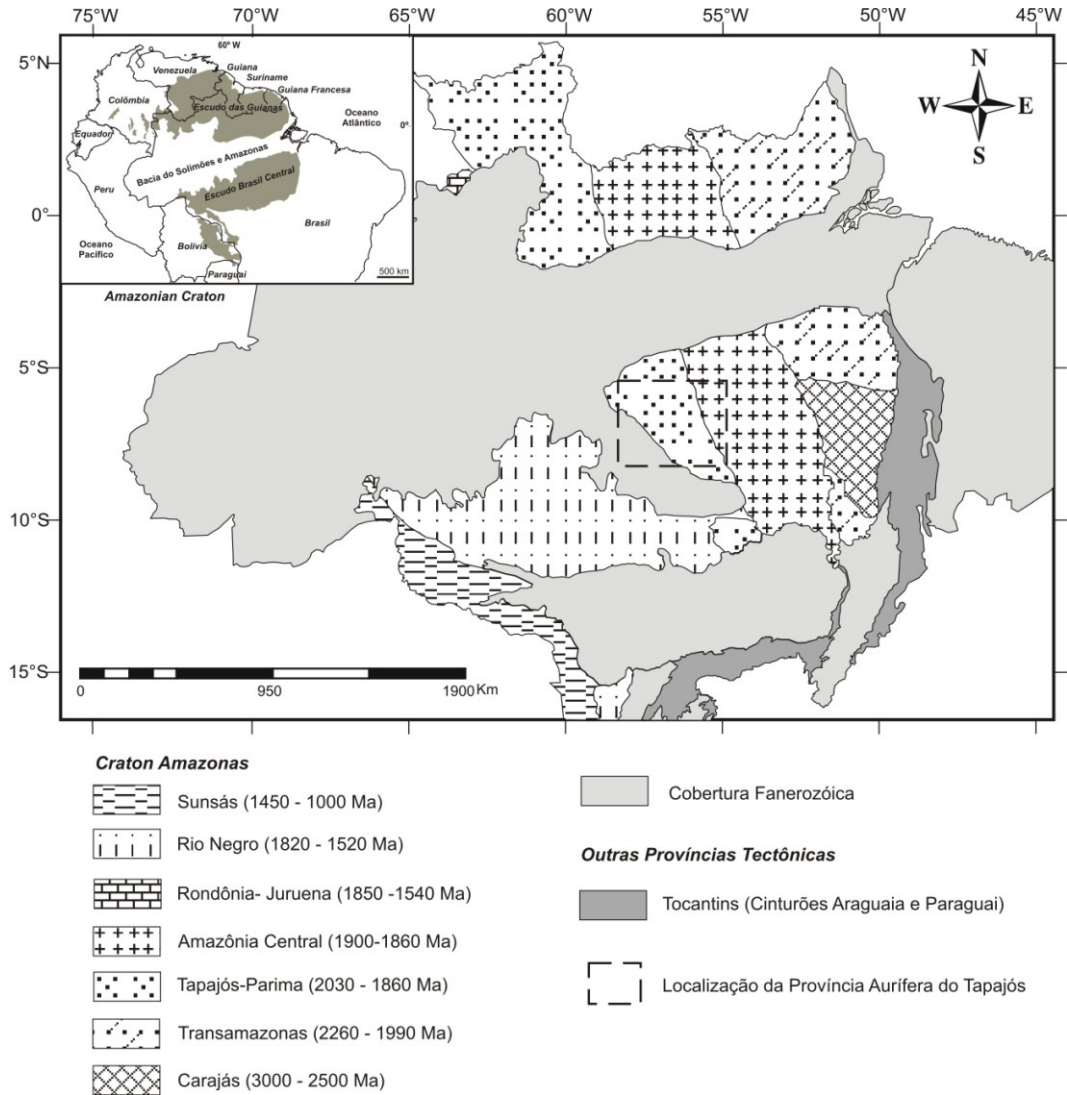 75°W 70°W 65°W 60°W 55°W 50°W 45°W
5°N
0°
5°S
10°S
15°S
60° W
Venezuela
Guiana
Suriname
Guiana Francesa
Colômbia
Escudo das Guianas
Oceano
Atlântico
0°
Equador
Bacia do Solimões e Amazonas
Peru
Escudo Brasil Central
Brasil
Oceano
Pacífico
Bolívia
Paraguai
500 km
Amazonian Craton
N
W E
S
0 950 1900 Km
Craton Amazonas
Sunsás (1450 - 1000 Ma)
Rio Negro (1820 - 1520 Ma)
Rondônia- Juruena (1850 -1540 Ma)
Amazônia Central (1900-1860 Ma)
Tapajós-Parima (2030 - 1860 Ma)
Transamazonas (2260 - 1990 Ma)
Carajás (3000 - 2500 Ma)
Cobertura Fanerozóica
Outras Províncias Tectônicas
Tocantins (Cinturões Araguaia e Paraguai)
Localização da Província Aurífera do Tapajós